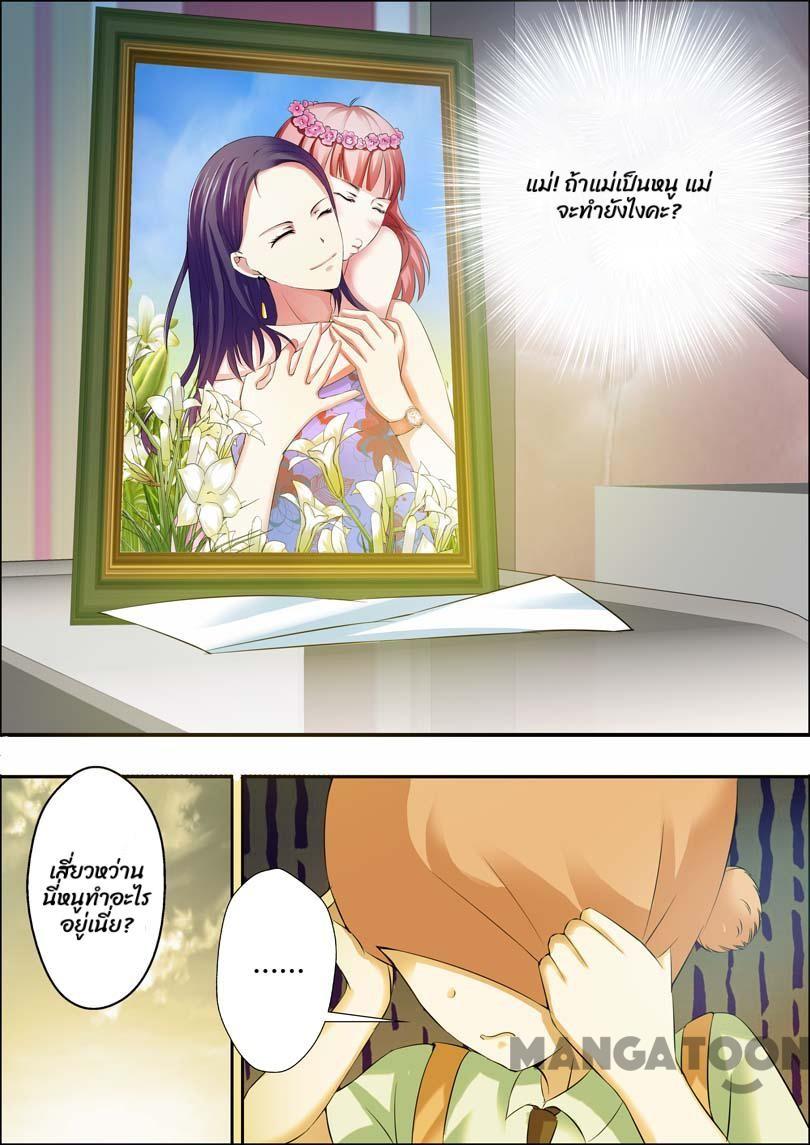 แม่! ถ้าแม่เป็นหนู แม่
จะทำยังไงคะ?
เสี่ยวหว่าน
นี่หนูทำอะไร
อยู่เนี่ย?
......
MANGATOON